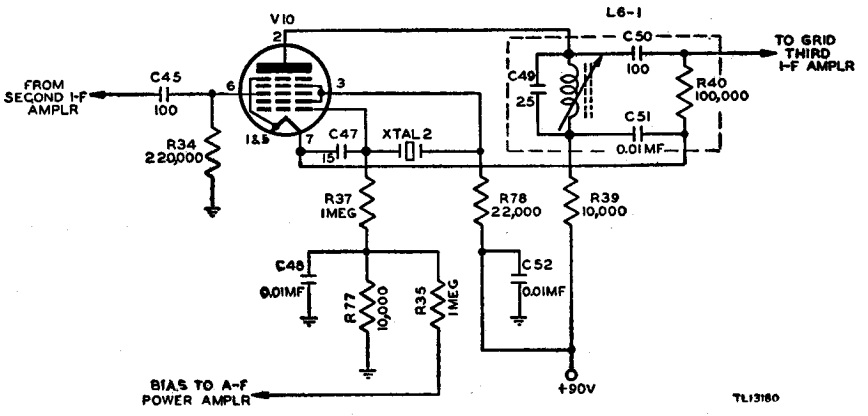 L6-1
V10
2
C50
100
TO GRID
THIRD
I-F AMPLR
FROM
SECOND I-F
AMPLR
C45
100
6
3
C49
25
R40
100,000
C51
0.01MF
1&5
7
C47
15
XTAL 2
R34
220,000
R37
1MEG
R78
22,000
R39
10,000
C48
0.01MF
R77
10,000
R35
1MEG
C52
0.01MF
BIAS TO A-F
POWER AMPLR
+90V
TL13180